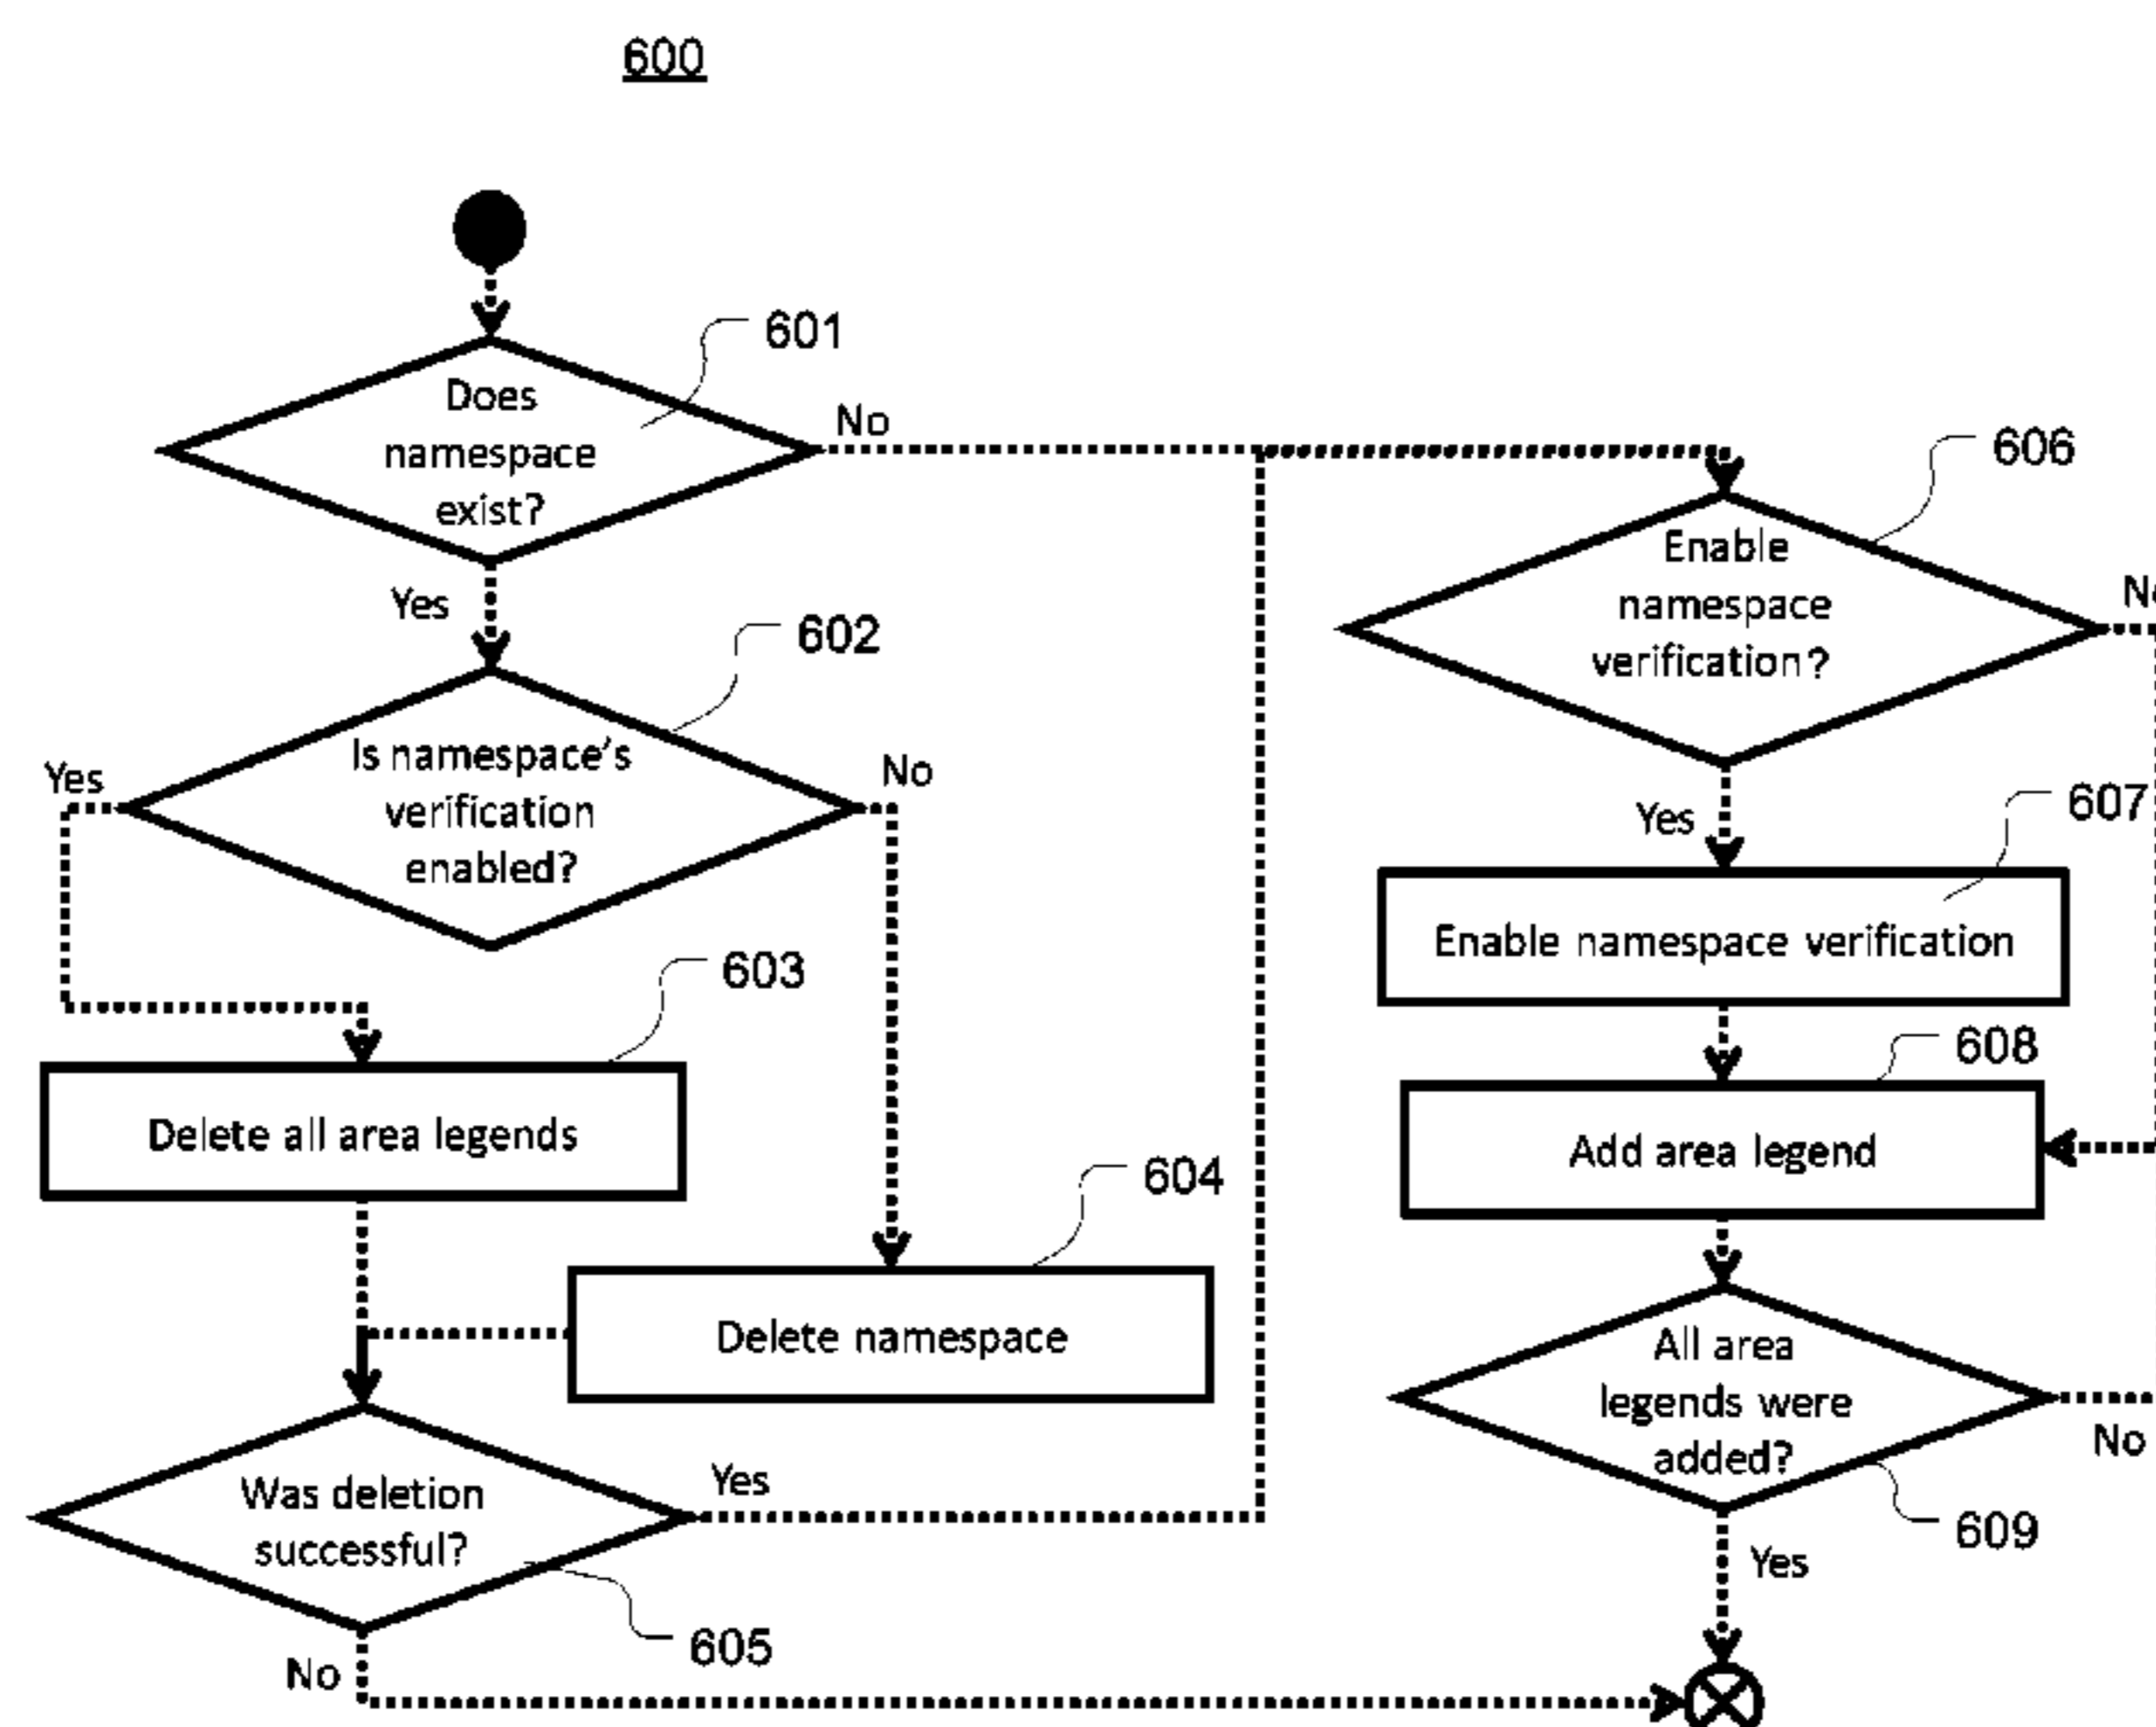 600
601
Does
namespace
exist?
No
Yes
602
Is namespace's
verification
enabled?
Yes
No
603
Delete all area legends
604
Delete namespace
Was deletion
successful?
Yes
605
No
606
Enable
namespace
verification?
Yes
607
Enable namespace verification
608
Add area legend
All area
legends were
added?
No
609
Yes